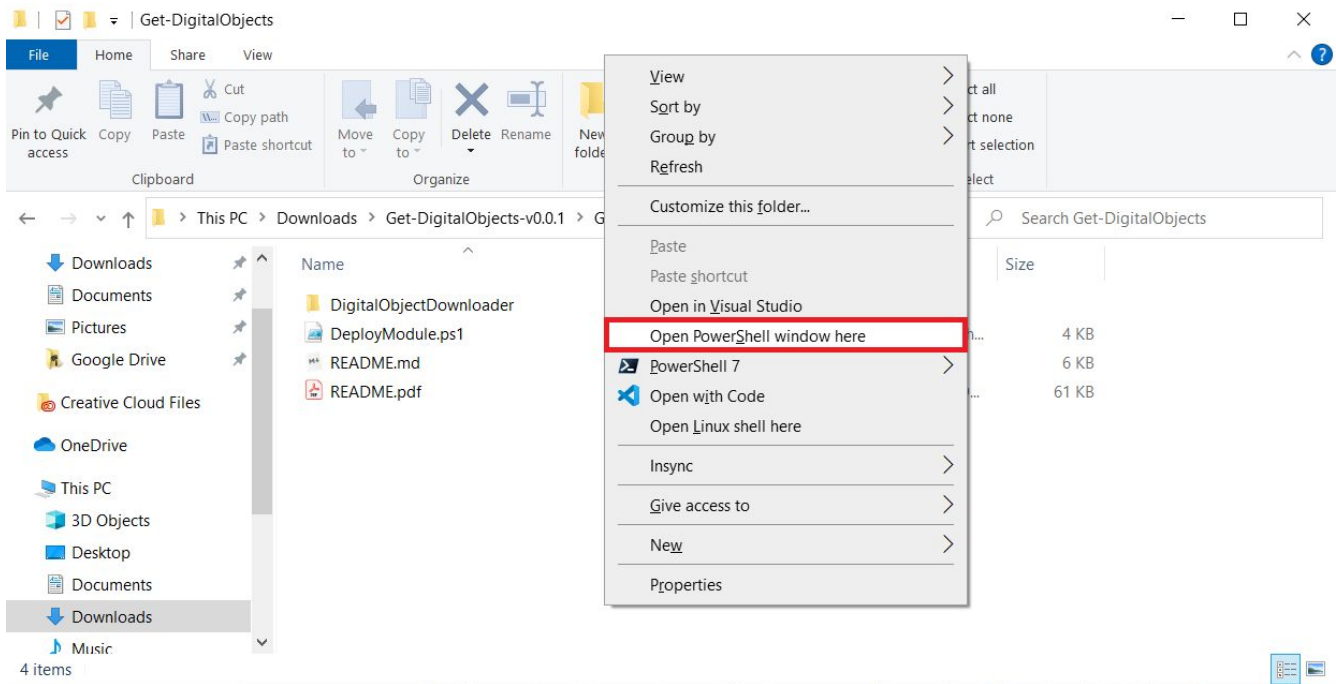 Get-DigitalObjects
File Home Share View
Pin to Quick access
Copy
Paste
Cut
Copy path
Paste shortcut
Clipboard
Move to
Copy to
Delete
Rename
Organize
New
all
none
selection
This PC > Downloads > Get-DigitalObjects-v0.0.1 > G
Search Get-DigitalObjects
Downloads
Documents
Pictures
Google Drive
Creative Cloud Files
OneDrive
This PC
3D Objects
Desktop
Documents
Downloads
Music
Name
Size
DigitalObjectDownloader
DeployModule.ps1
4 KB
README.md
6 KB
README.pdf
61 KB
View
Sort by
Group by
Refresh
Customize this folder...
Paste
Paste shortcut
Open in Visual Studio
Open PowerShell window here
PowerShell 7
Open with Code
Open Linux shell here
Insync
Give access to
New
Properties
4 items